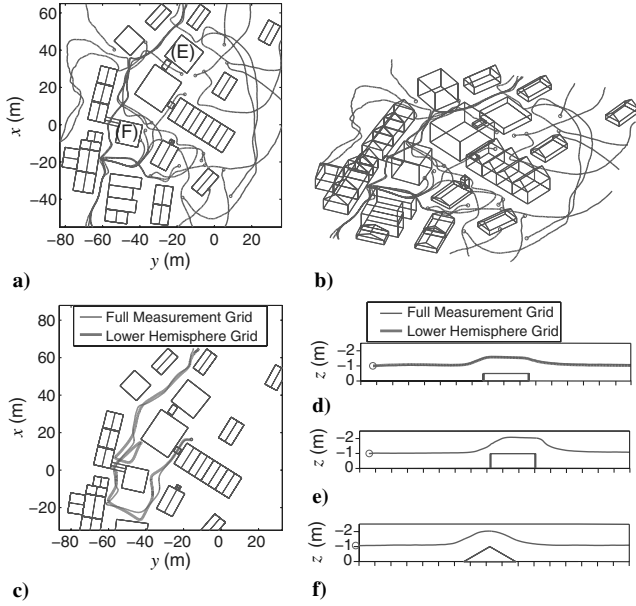 80
60
40
20
0
−20
−40
x (m)
(E)
(F)
−80 −60 −40 −20 0 20
y (m)
a)
b)
Full Measurement Grid
Lower Hemisphere Grid
80
60
40
20
0
−20
x (m)
−80 −60 −40 −20 0 20
y (m)
c)
Full Measurement Grid
Lower Hemisphere Grid
−2
−1
0
z (m)
d)
−2
−1
0
z (m)
e)
−2
−1
0
z (m)
f)